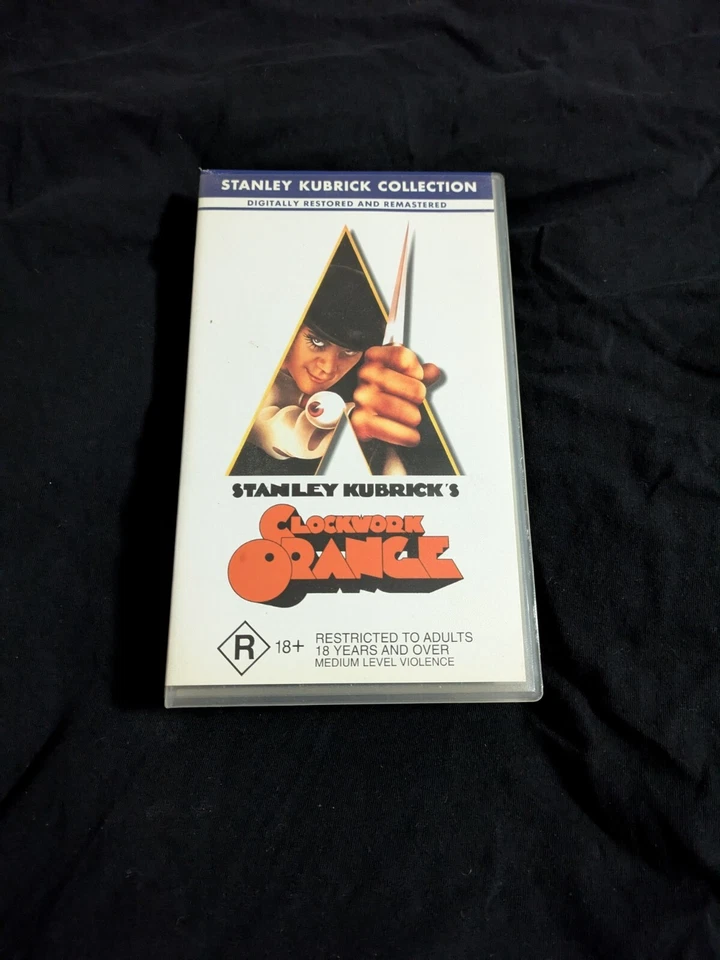 STANLEY KUBRICK COLLECTION
DIGITALLY RESTORED AND REMASTERED
STANLEY KUBRICK'S
CLOCKWORK
ORANGE
R 18+ RESTRICTED TO ADULTS
18 YEARS AND OVER
MEDIUM LEVEL VIOLENCE